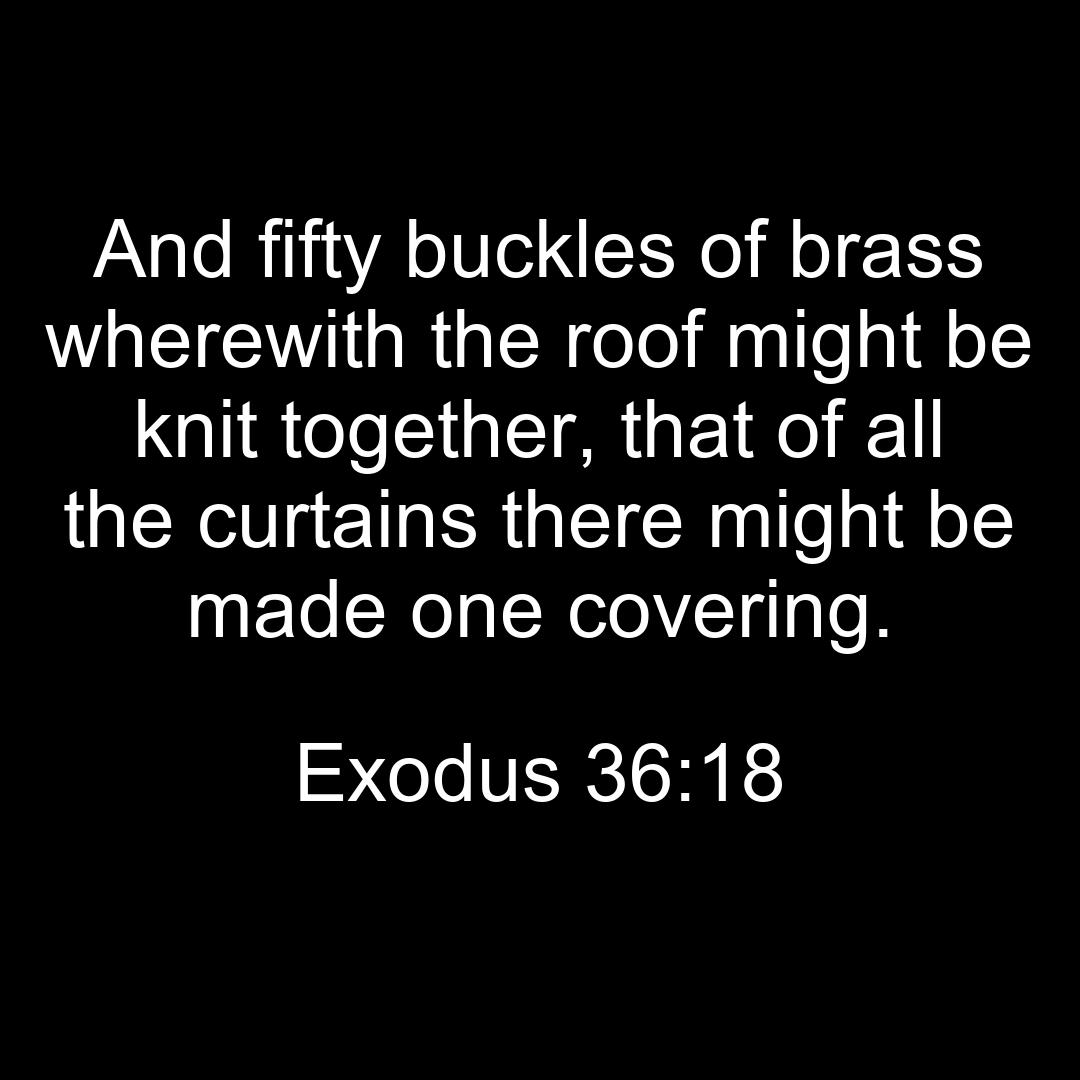 And fifty buckles of brass
wherewith the roof might be
knit together, that of all
the curtains there might be
made one covering.
Exodus 36:18